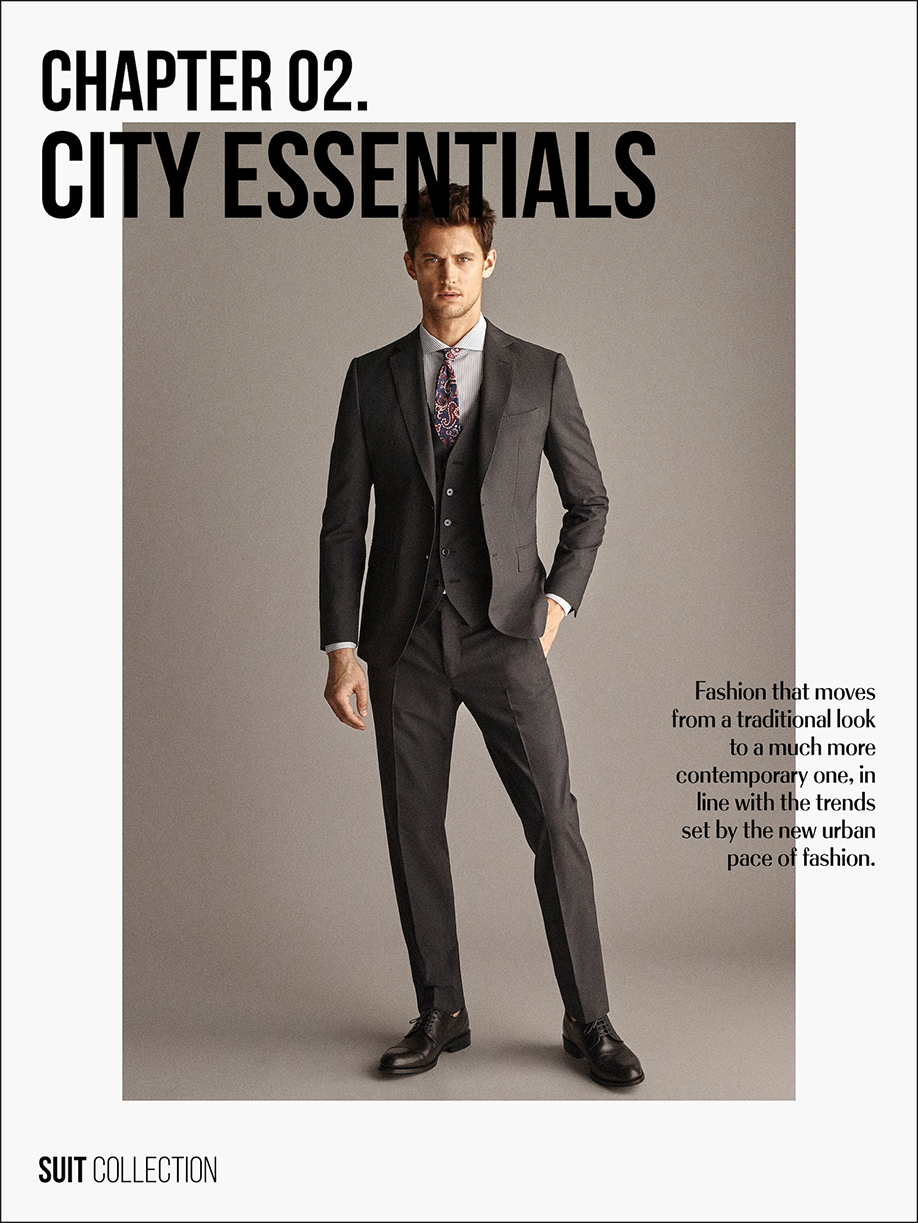 CHAPTER 02.
CITY ESSENTIALS
Fashion that moves
from a traditional look
to a much more
contemporary one, in
line with the trends
set by the new urban
pace of fashion.
SUIT COLLECTION